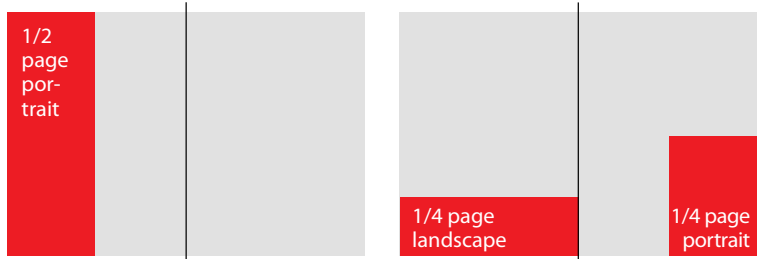 1/2
page
por-
trait
1/4 page
landscape
1/4 page
portrait